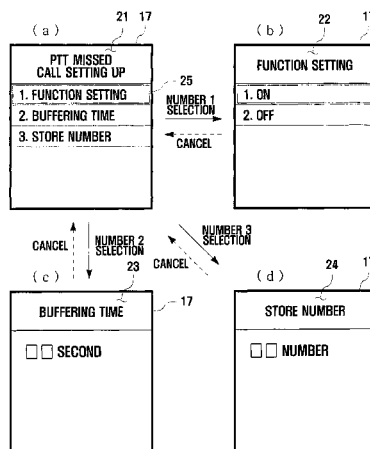 (a)
21
17
PTT MISSED
CALL SETTING UP
1. FUNCTION SETTING
2. BUFFERING TIME
3. STORE NUMBER
25
NUMBER 1
SELECTION
CANCEL
(b)
22
FUNCTION SETTING
1. ON
2. OFF
CANCEL
NUMBER 2
SELECTION
NUMBER 3
SELECTION
CANCEL
(c)
23
17
BUFFERING TIME
□□ SECOND
(d)
24
STORE NUMBER
□□ NUMBER